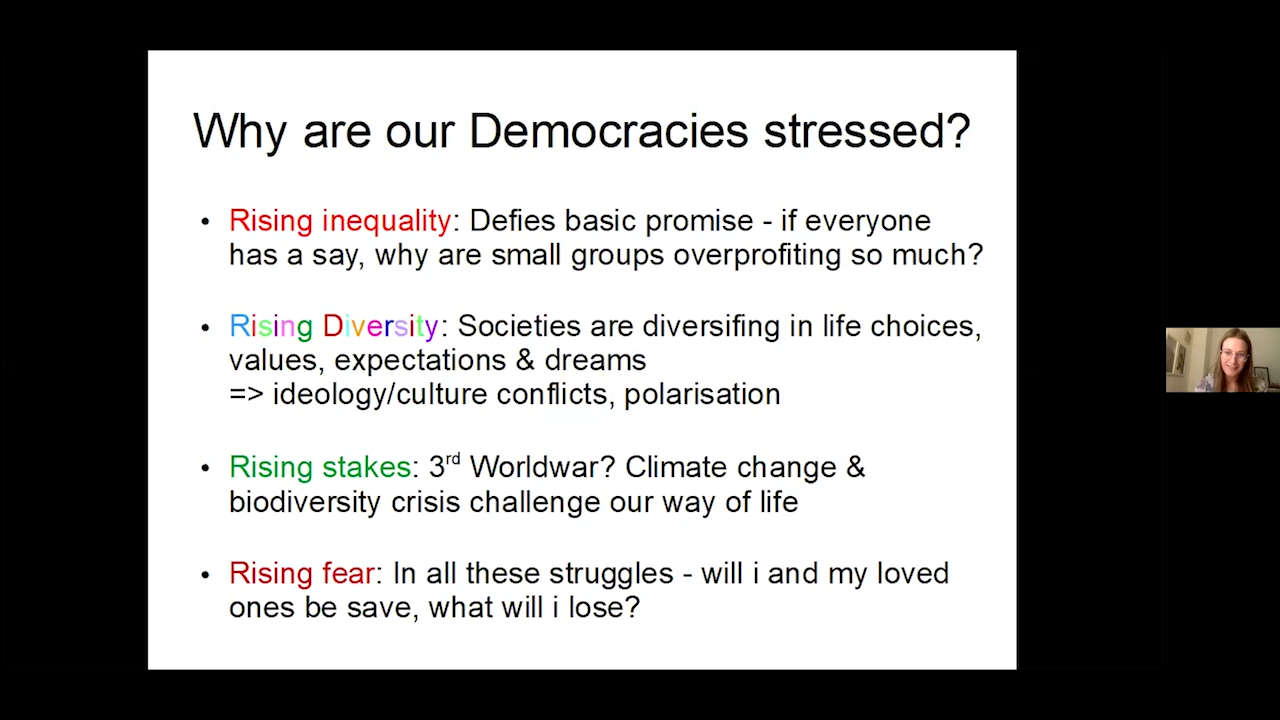 Why are our Democracies stressed?
• Rising inequality: Defies basic promise - if everyone
has a say, why are small groups overprofiting so much?
• Rising Diversity: Societies are diversifing in life choices,
values, expectations & dreams
=> ideology/culture conflicts, polarisation
• Rising stakes: 3rd Worldwar? Climate change &
biodiversity crisis challenge our way of life
• Rising fear: In all these struggles - will i and my loved
ones be save, what will i lose?